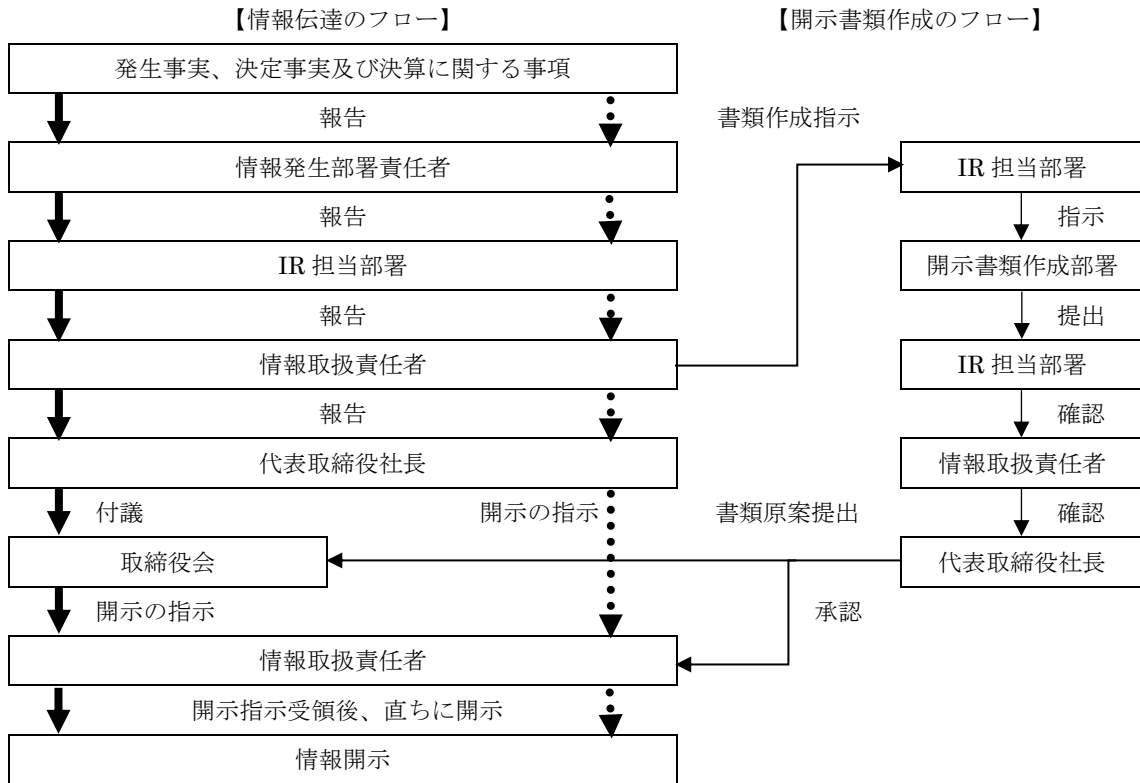 【情報伝達のフロー】
【開示書類作成のフロー】
発生事実、決定事実及び決算に関する事項
報告
書類作成指示
情報発生部署責任者
IR 担当部署
報告
指示
IR 担当部署
開示書類作成部署
報告
提出
情報取扱責任者
IR 担当部署
報告
確認
代表取締役社長
情報取扱責任者
付議
開示の指示
書類原案提出
確認
取締役会
代表取締役社長
開示の指示
承認
情報取扱責任者
開示指示受領後、直ちに開示
情報開示